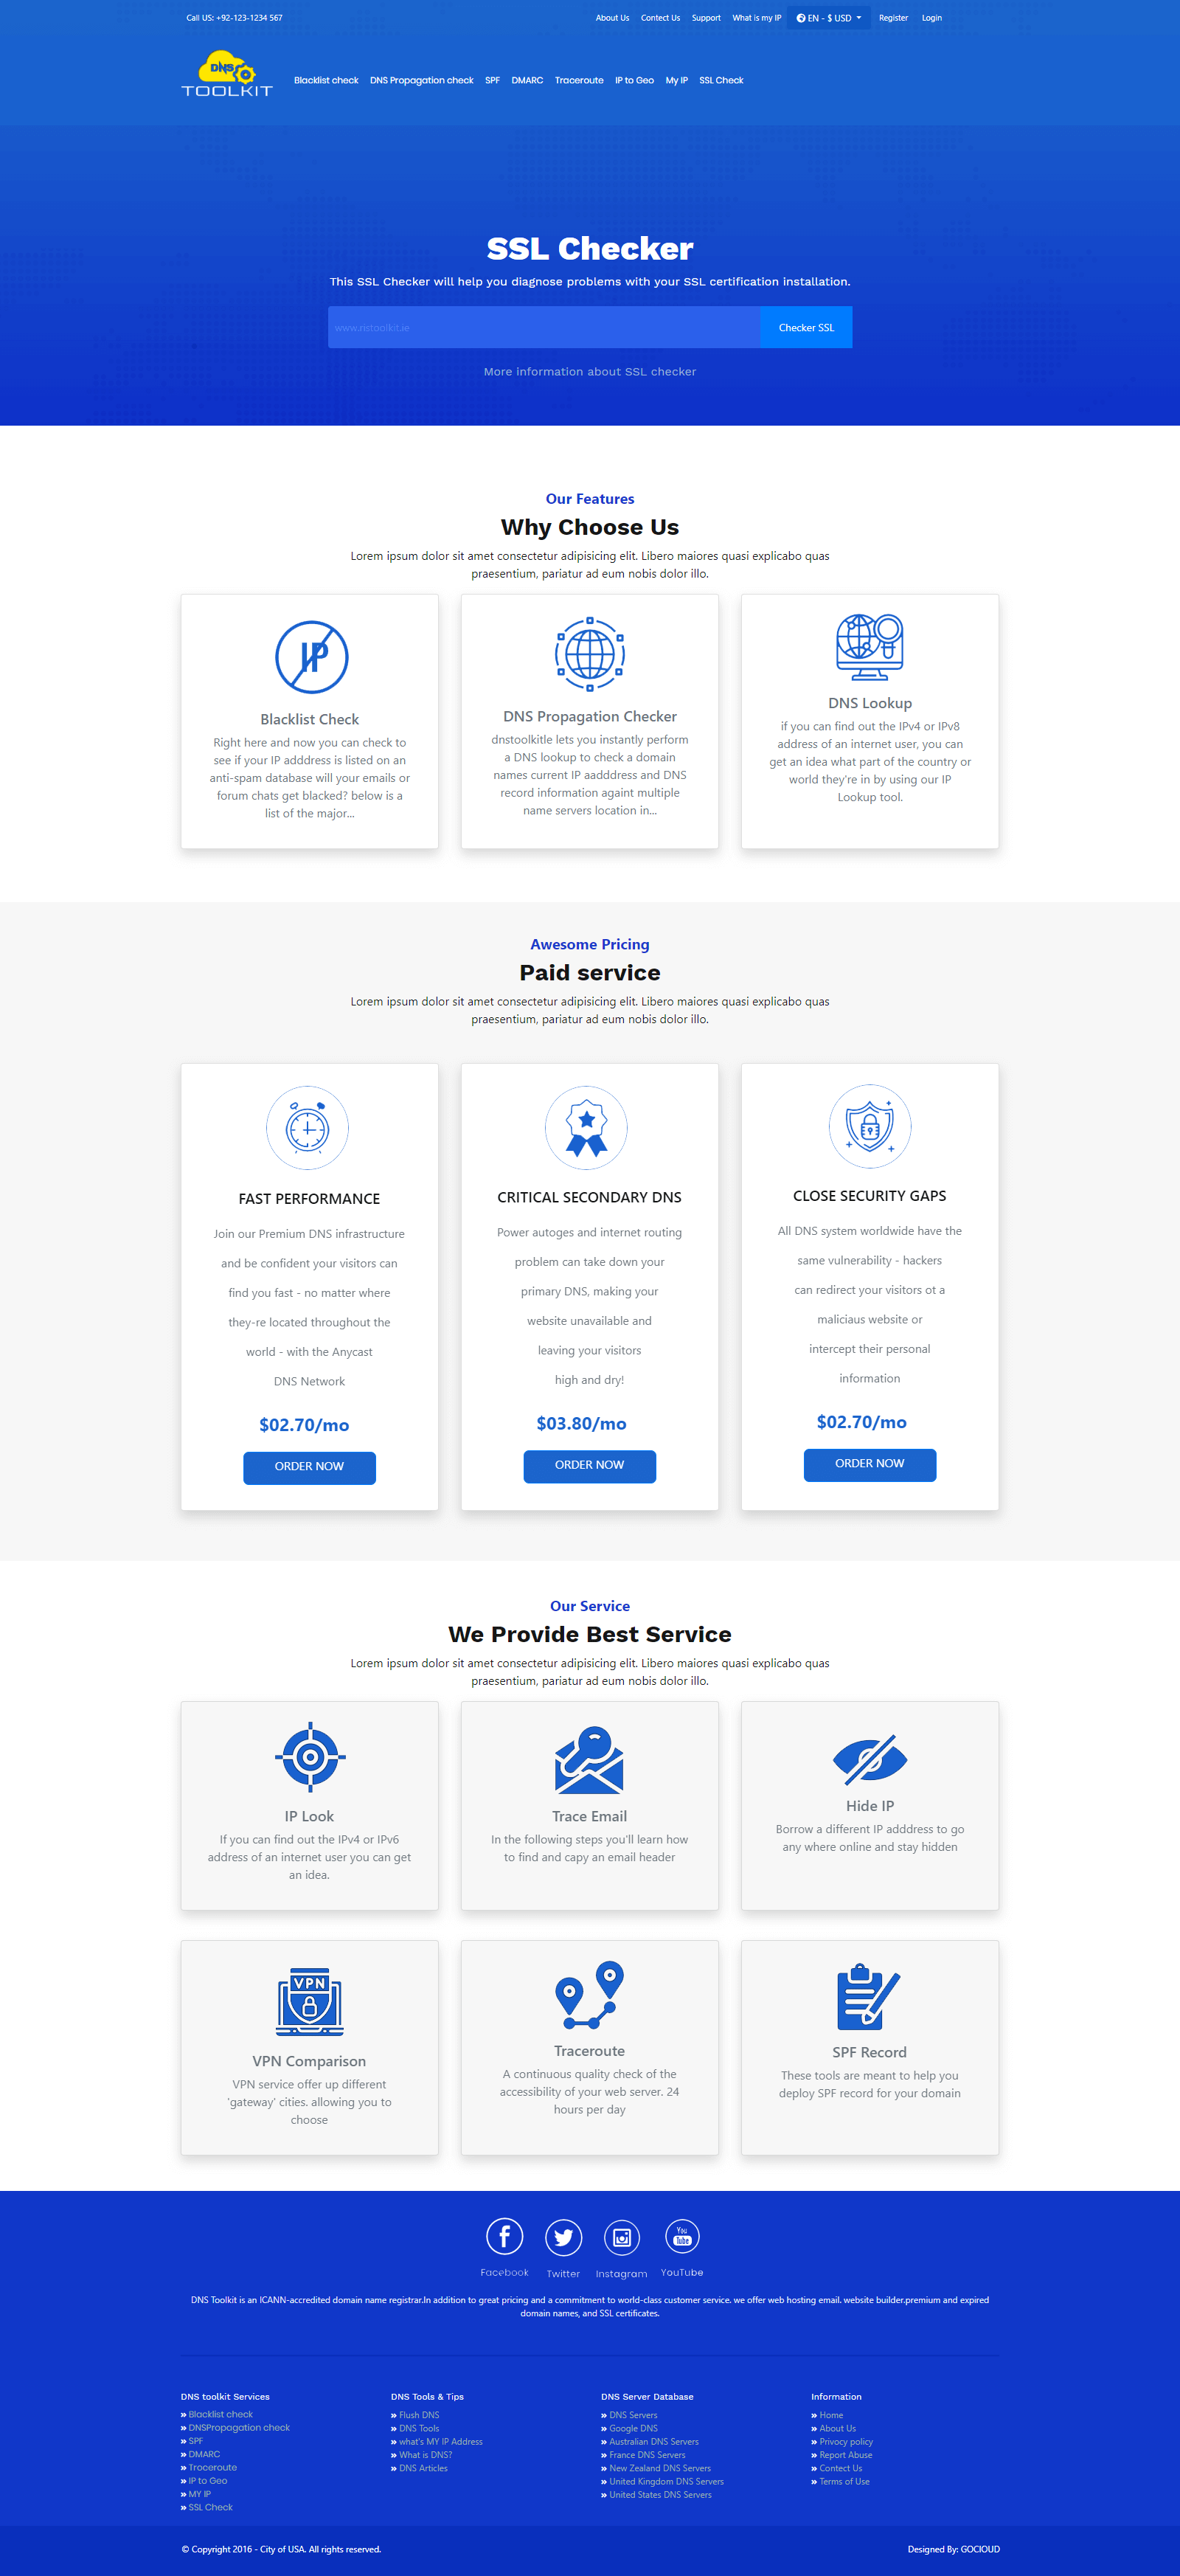 Call US: +92-123-1234 567
About Us Contect Us Support What is my IP EN - $ USD Register Login
DNS
TOOLKIT
Blacklist check DNS Propagation check SPF DMARC Traceroute IP to Geo My IP SSL Check
SSL Checker
This SSL Checker will help you diagnose problems with your SSL certification installation.
www.nstoolkit.ie
Checker SSL
More information about SSL checker
Our Features
Why Choose Us
Lorem ipsum dolor sit amet consectetur adipisicing elit. Libero maiores quasi explicabo quas
praesentium, pariatur ad eum nobis dolor illo.
IP
Blacklist Check
Right here and now you can check to
see if your IP adddress is listed on an
anti-spam database will your emails or
forum chats get blacked? below is a
list of the major...
DNS Propagation Checker
dnstoolkitle lets you instantly perform
a DNS lookup to check a domain
names current IP aadddress and DNS
record information againt multiple
name servers location in...
DNS Lookup
if you can find out the IPv4 or IPv8
address of an internet user, you can
get an idea what part of the country or
world they're in by using our IP
Lookup tool.
Awesome Pricing
Paid service
Lorem ipsum dolor sit amet consectetur adipisicing elit. Libero maiores quasi explicabo quas
praesentium, pariatur ad eum nobis dolor illo.
FAST PERFORMANCE
Join our Premium DNS infrastructure
and be confident your visitors can
find you fast - no matter where
they-re located throughout the
world - with the Anycast
DNS Network
$02.70/mo
ORDER NOW
CRITICAL SECONDARY DNS
Power autoges and internet routing
problem can take down your
primary DNS, making your
website unavailable and
leaving your visitors
high and dry!
$03.80/mo
ORDER NOW
CLOSE SECURITY GAPS
All DNS system worldwide have the
same vulnerability - hackers
can redirect your visitors ot a
maliciaus website or
intercept their personal
information
$02.70/mo
ORDER NOW
Our Service
We Provide Best Service
Lorem ipsum dolor sit amet consectetur adipisicing elit. Libero maiores quasi explicabo quas
praesentium, pariatur ad eum nobis dolor illo.
IP Look
If you can find out the IPv4 or IPv6
address of an internet user you can get
an idea.
Trace Email
In the following steps you'll learn how
to find and capy an email header
Hide IP
Borrow a different IP adddress to go
any where online and stay hidden
VPN
VPN Comparison
VPN service offer up different
'gateway' cities. allowing you to
choose
Traceroute
A continuous quality check of the
accessibility of your web server. 24
hours per day
SPF Record
These tools are meant to help you
deploy SPF record for your domain
You
Tube
Facebook Twitter Instagram YouTube
DNS Toolkit is an ICANN-accredited domain name registrar.In addition to great pricing and a commitment to world-class customer service. we offer web hosting email. website builder.premium and expired
domain names, and SSL certificates.
DNS toolkit Services
» Blacklist check
» DNSPropagation check
» SPF
» DMARC
» Troceroute
» IP to Geo
» MY IP
» SSL Check
DNS Tools & Tips
» Flush DNS
» DNS Tools
» what's MY IP Address
» What is DNS?
» DNS Articles
DNS Server Database
» DNS Servers
» Google DNS
» Australian DNS Servers
» France DNS Servers
» New Zealand DNS Servers
» United Kingdom DNS Servers
» United States DNS Servers
Information
» Home
» About Us
» Privocy policy
» Report Abuse
» Contect Us
» Terms of Use
© Copyright 2016 - City of USA. All rights reserved.
Designed By: GOCIOUD